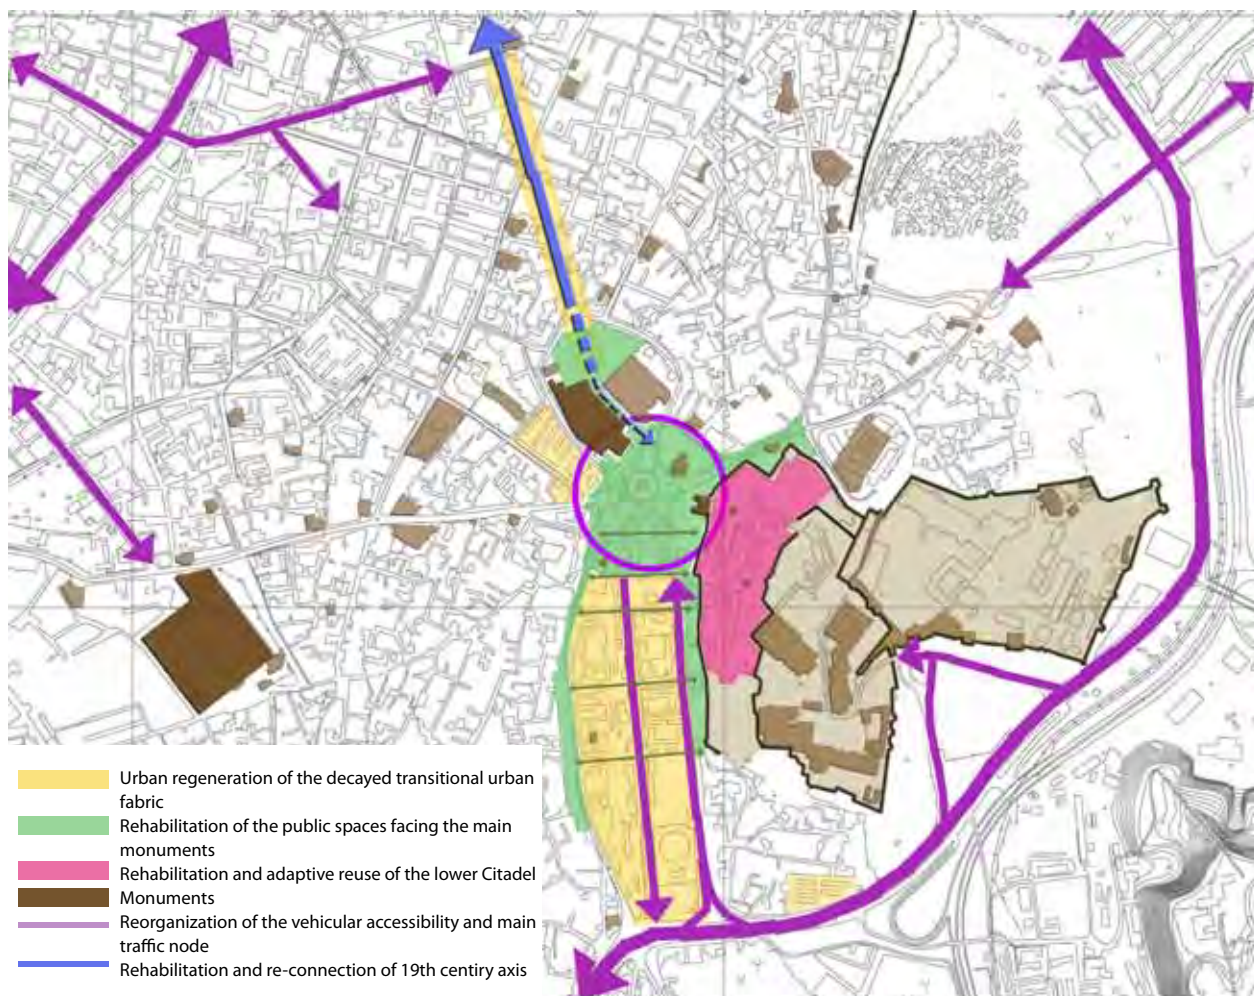 Urban regeneration of the decayed transitional urban
fabric
Rehabilitation of the public spaces facing the main
monuments
Rehabilitation and adaptive reuse of the lower Citadel
Monuments
Reorganization of the vehicular accessibility and main
traffic node
Rehabilitation and re-connection of 19th centiry axis